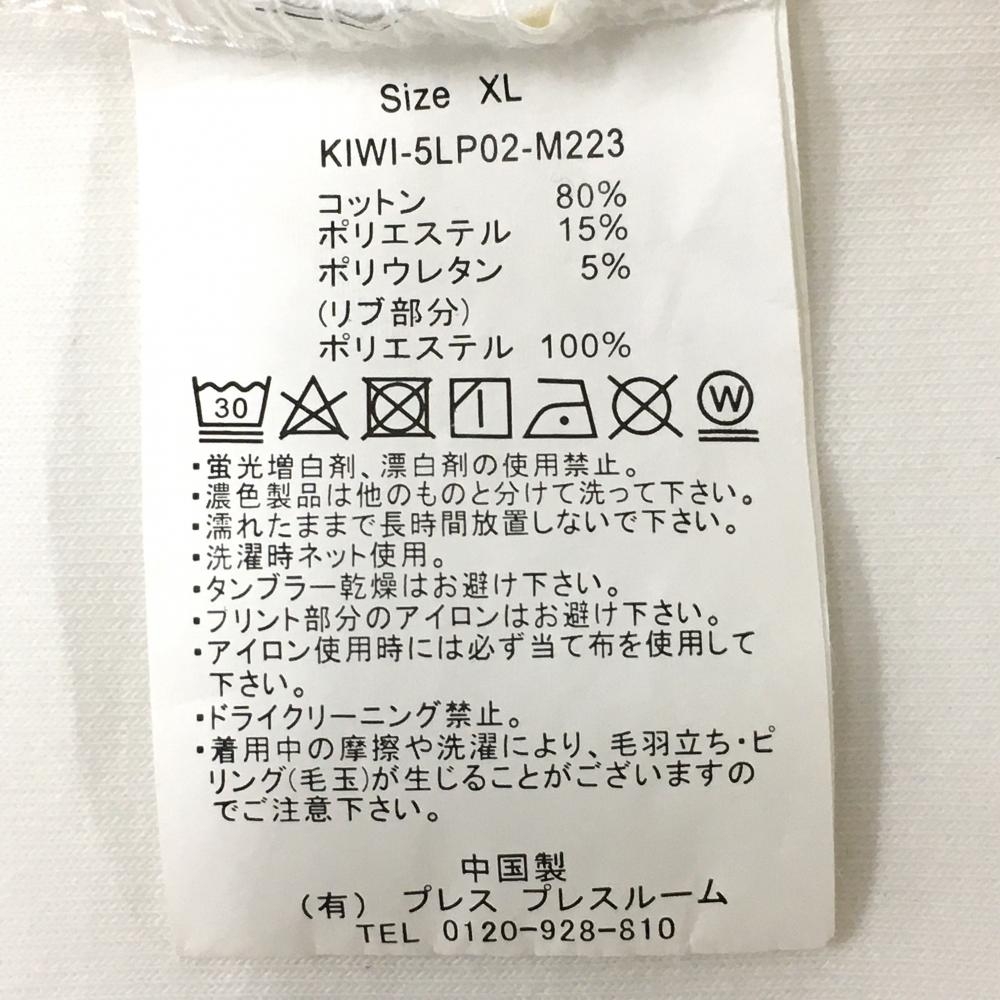 Size XL
KIWI-5LP02-M223
コットン 80%
ポリエステル 15%
ポリウレタン 5%
(リブ部分)
ポリエステル 100%
30 W
・蛍光増白剤、漂白剤の使用禁止。
・濃色製品は他のものと分けて洗って下さい。
・濡れたままで長時間放置しないで下さい。
・洗濯時ネット使用。
・タンブラー乾燥はお避け下さい。
・プリント部分のアイロンはお避け下さい。
・アイロン使用時には必ず当て布を使用して
下さい。
・ドライクリーニング禁止。
・着用中の摩擦や洗濯により、毛羽立ち・ピ
リング(毛玉)が生じることがございますの
でご注意下さい。
中国製
(有) プレス プレスルーム
TEL 0120-928-810